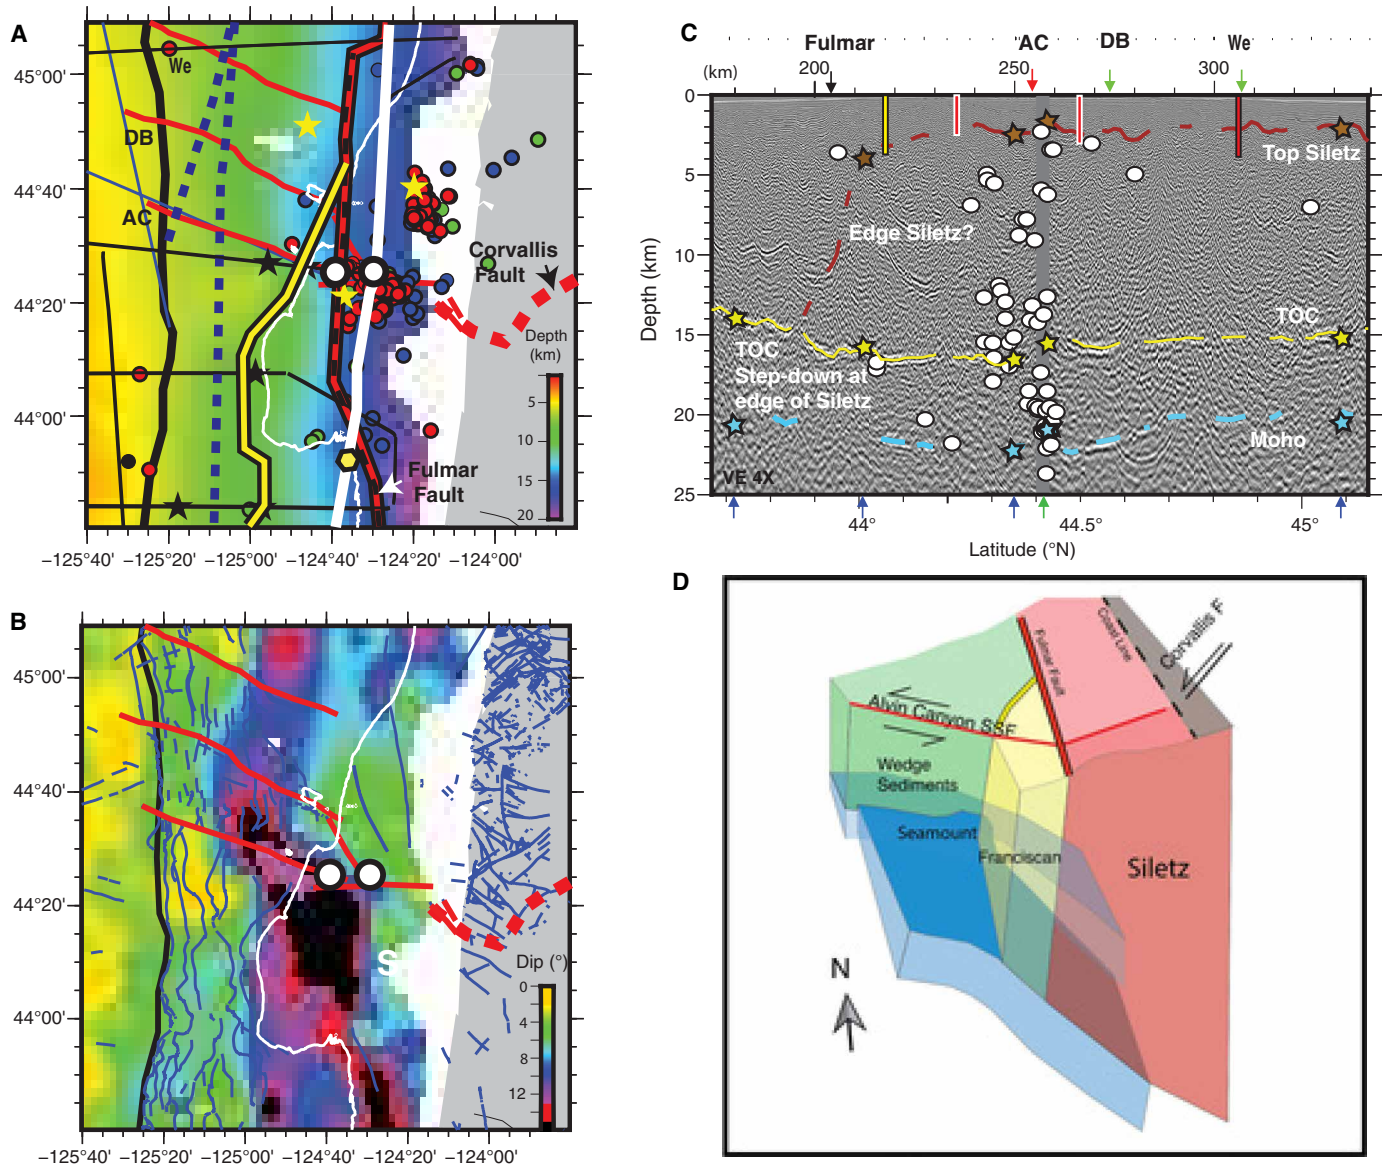 A
45°00'
44°40'
44°20'
44°00'
We
DB
AC
Corvallis
Fault
Depth
(km)
5
10
15
20
Fulmar
Fault
−125°40' −125°20' −125°00' −124°40' −124°20' −124°00'
C
Fulmar AC DB We
(km) 200 250 300
0
5
10
15
20
25
Depth (km)
Top Siletz
Edge Siletz?
TOC
Step-down at
edge of Siletz
TOC
Moho
VE 4X
44° 44.5° 45°
Latitude (°N)
B
45°00'
44°40'
44°20'
44°00'
S
Dip (°)
0
4
8
12
−125°40' −125°20' −125°00' −124°40' −124°20' −124°00'
D
Corvallis F
Coast Line
Fulmar Fault
Alvin Canyon SSF
Wedge
Sediments
Seamount
Franciscan
Siletz
N